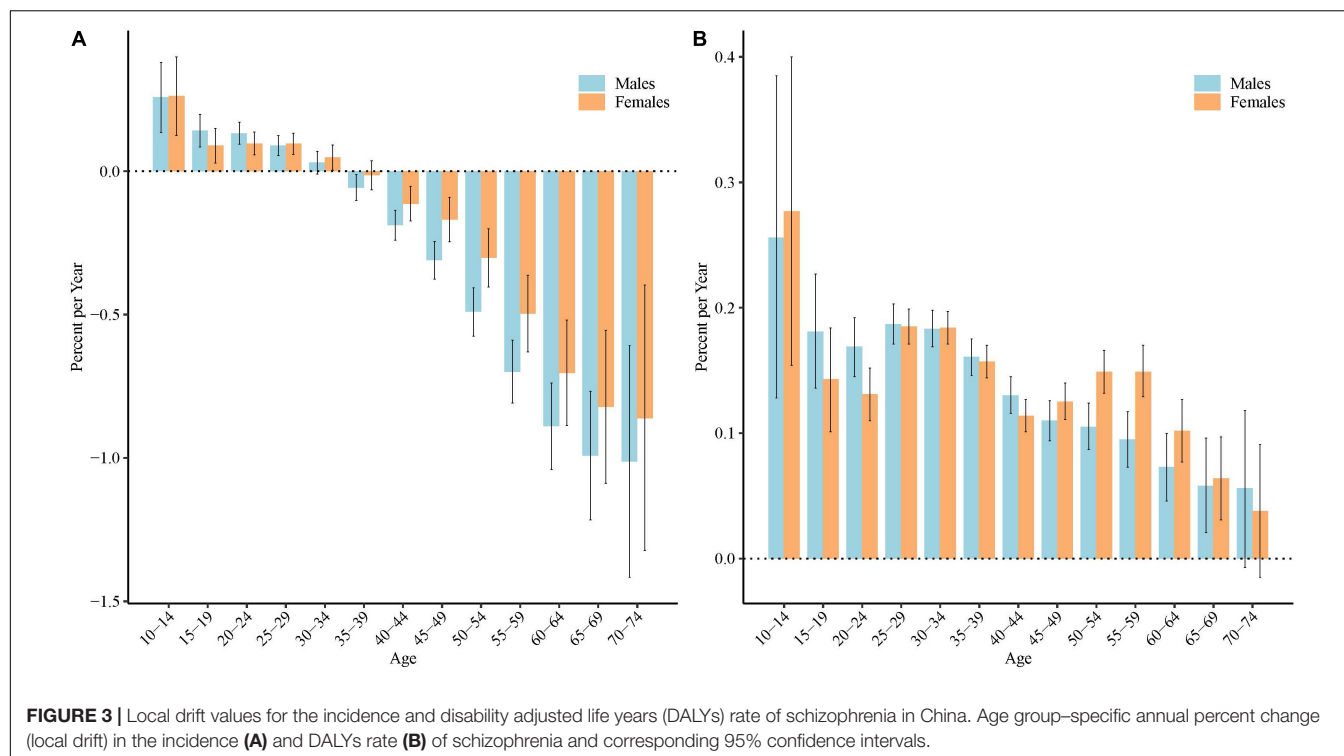 A
Males
Females
0.0
−0.5
−1.0
−1.5
Percent per Year
10−14
15−19
20−24
25−29
30−34
35−39
40−44
45−49
50−54
55−59
60−64
65−69
70−74
Age
B
Males
Females
0.4
0.3
0.2
0.1
0.0
Percent per Year
10−14
15−19
20−24
25−29
30−34
35−39
40−44
45−49
50−54
55−59
60−64
65−69
70−74
Age
FIGURE 3 | Local drift values for the incidence and disability adjusted life years (DALYs) rate of schizophrenia in China. Age group–specific annual percent change
(local drift) in the incidence (A) and DALYs rate (B) of schizophrenia and corresponding 95% confidence intervals.